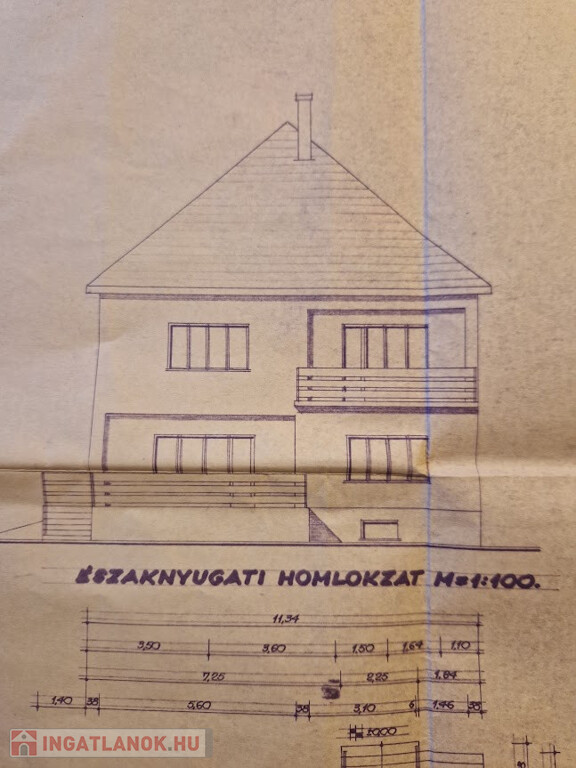 ÉSZAKNYUGATI HOMLOKZAT M=1:100.
11,34
3,50 3,60 1,50 1,64 1,10
7,25 2,25 1,84
1,40 38 5,60 38 3,10 6 1,46 38
INGATLANOK.HU